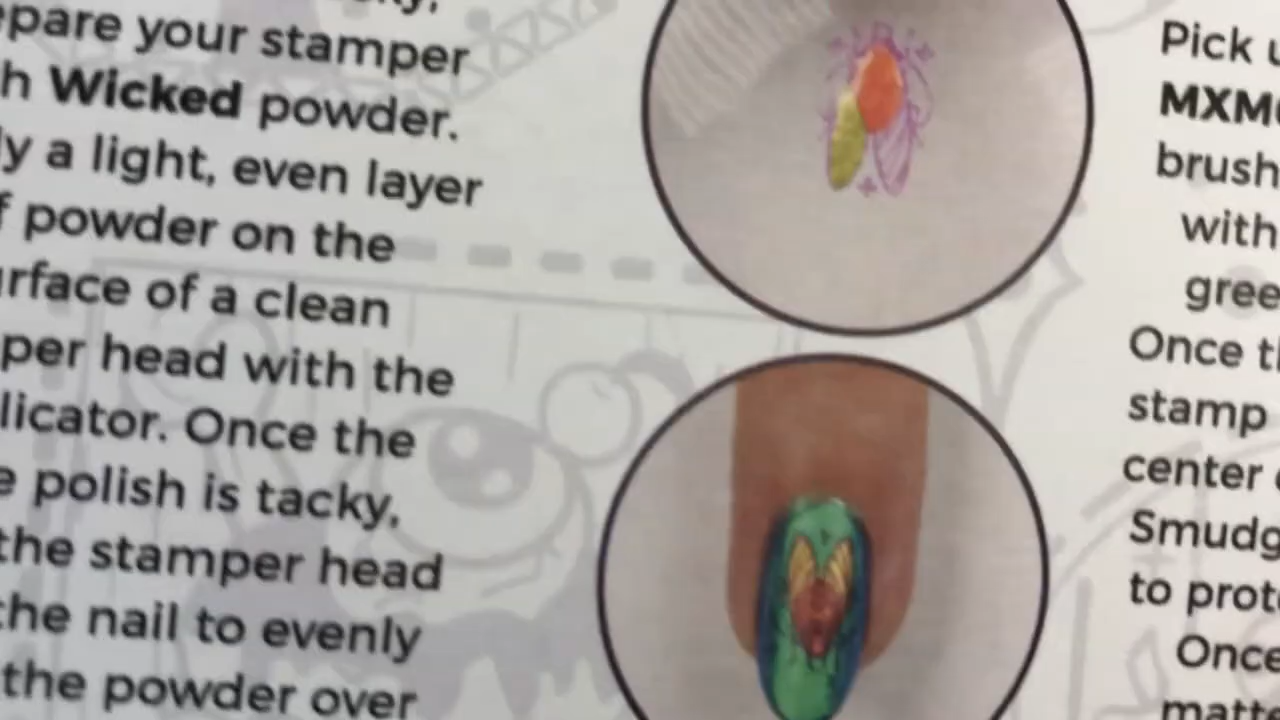 epare your stamper
h Wicked powder.
ly a light, even layer
f powder on the
urface of a clean
per head with the
licator. Once the
e polish is tacky,
the stamper head
the nail to evenly
the powder over
Pick u
MXM
brush
with
gree
Once t
stamp
center
Smudg
to prot
Once
matte